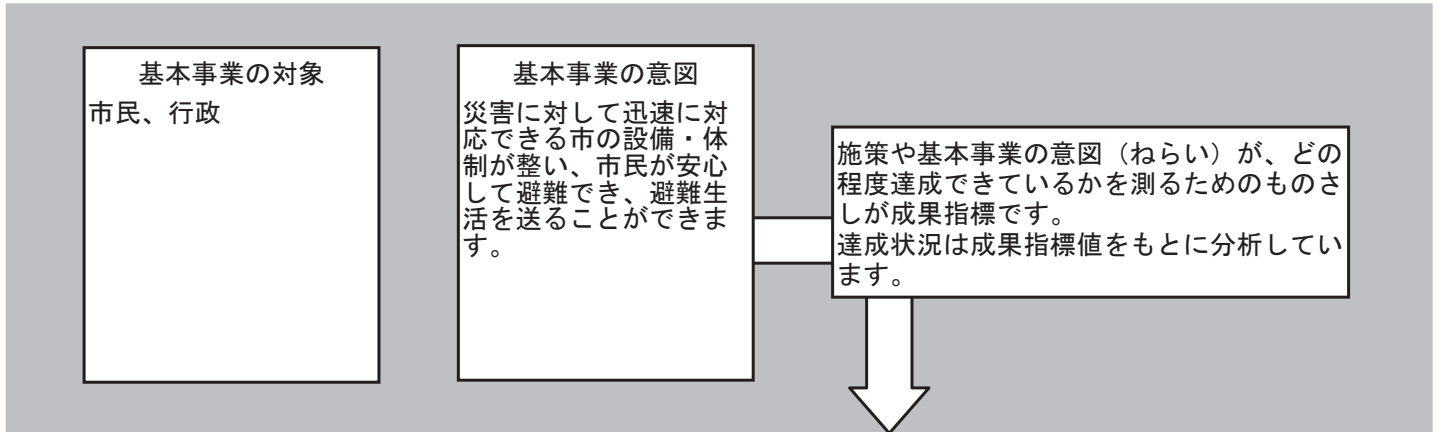 基本事業の対象
市民、行政
基本事業の意図
災害に対して迅速に対
応できる市の設備・体
制が整い、市民が安心
して避難でき、避難生
活を送ることができま
す。
施策や基本事業の意図（ねらい）が、どの
程度達成できているかを測るためのものさ
しが成果指標です。
達成状況は成果指標値をもとに分析してい
ます。